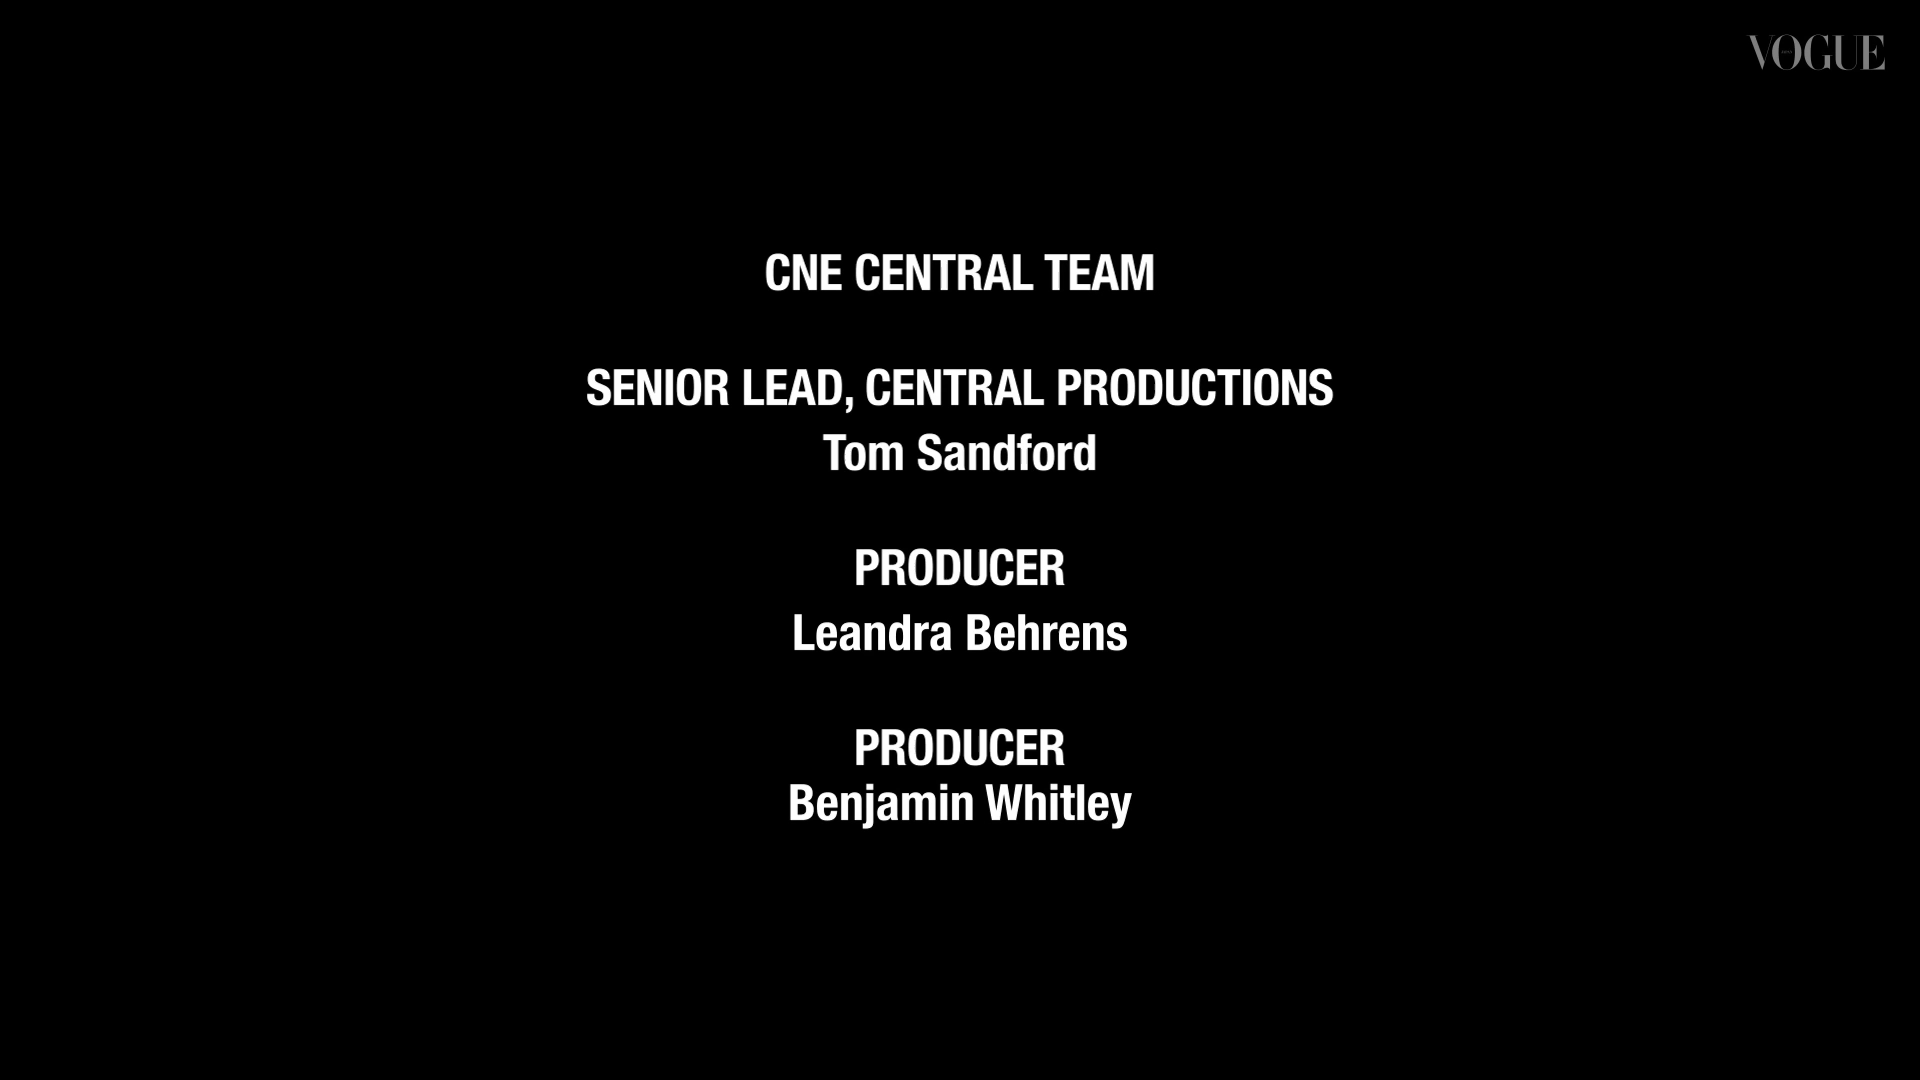 VOGUE
CNE CENTRAL TEAM
SENIOR LEAD, CENTRAL PRODUCTIONS
Tom Sandford
PRODUCER
Leandra Behrens
PRODUCER
Benjamin Whitley